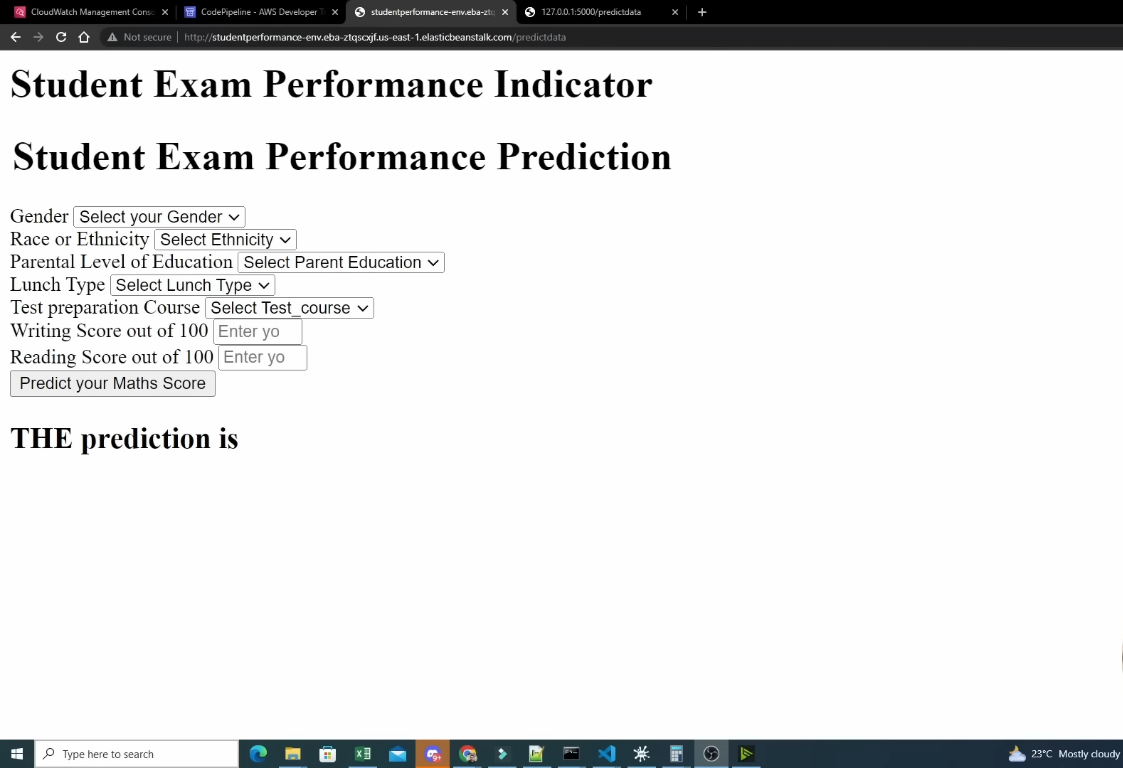 CloudWatch Management Conso
CodePipeline - AWS Developer T
studentperformance-env.eba-ztq
127.0.0.1:5000/predictdata
Not secure
http://studentperformance-env.eba-ztqscxjf.us-east-1.elasticbeanstalk.com/predictdata
Student Exam Performance Indicator
Student Exam Performance Prediction
Gender Select your Gender
Race or Ethnicity Select Ethnicity
Parental Level of Education Select Parent Education
Lunch Type Select Lunch Type
Test preparation Course Select Test_course
Writing Score out of 100 Enter yo
Reading Score out of 100 Enter yo
Predict your Maths Score
THE prediction is
Type here to search
23°C Mostly cloudy